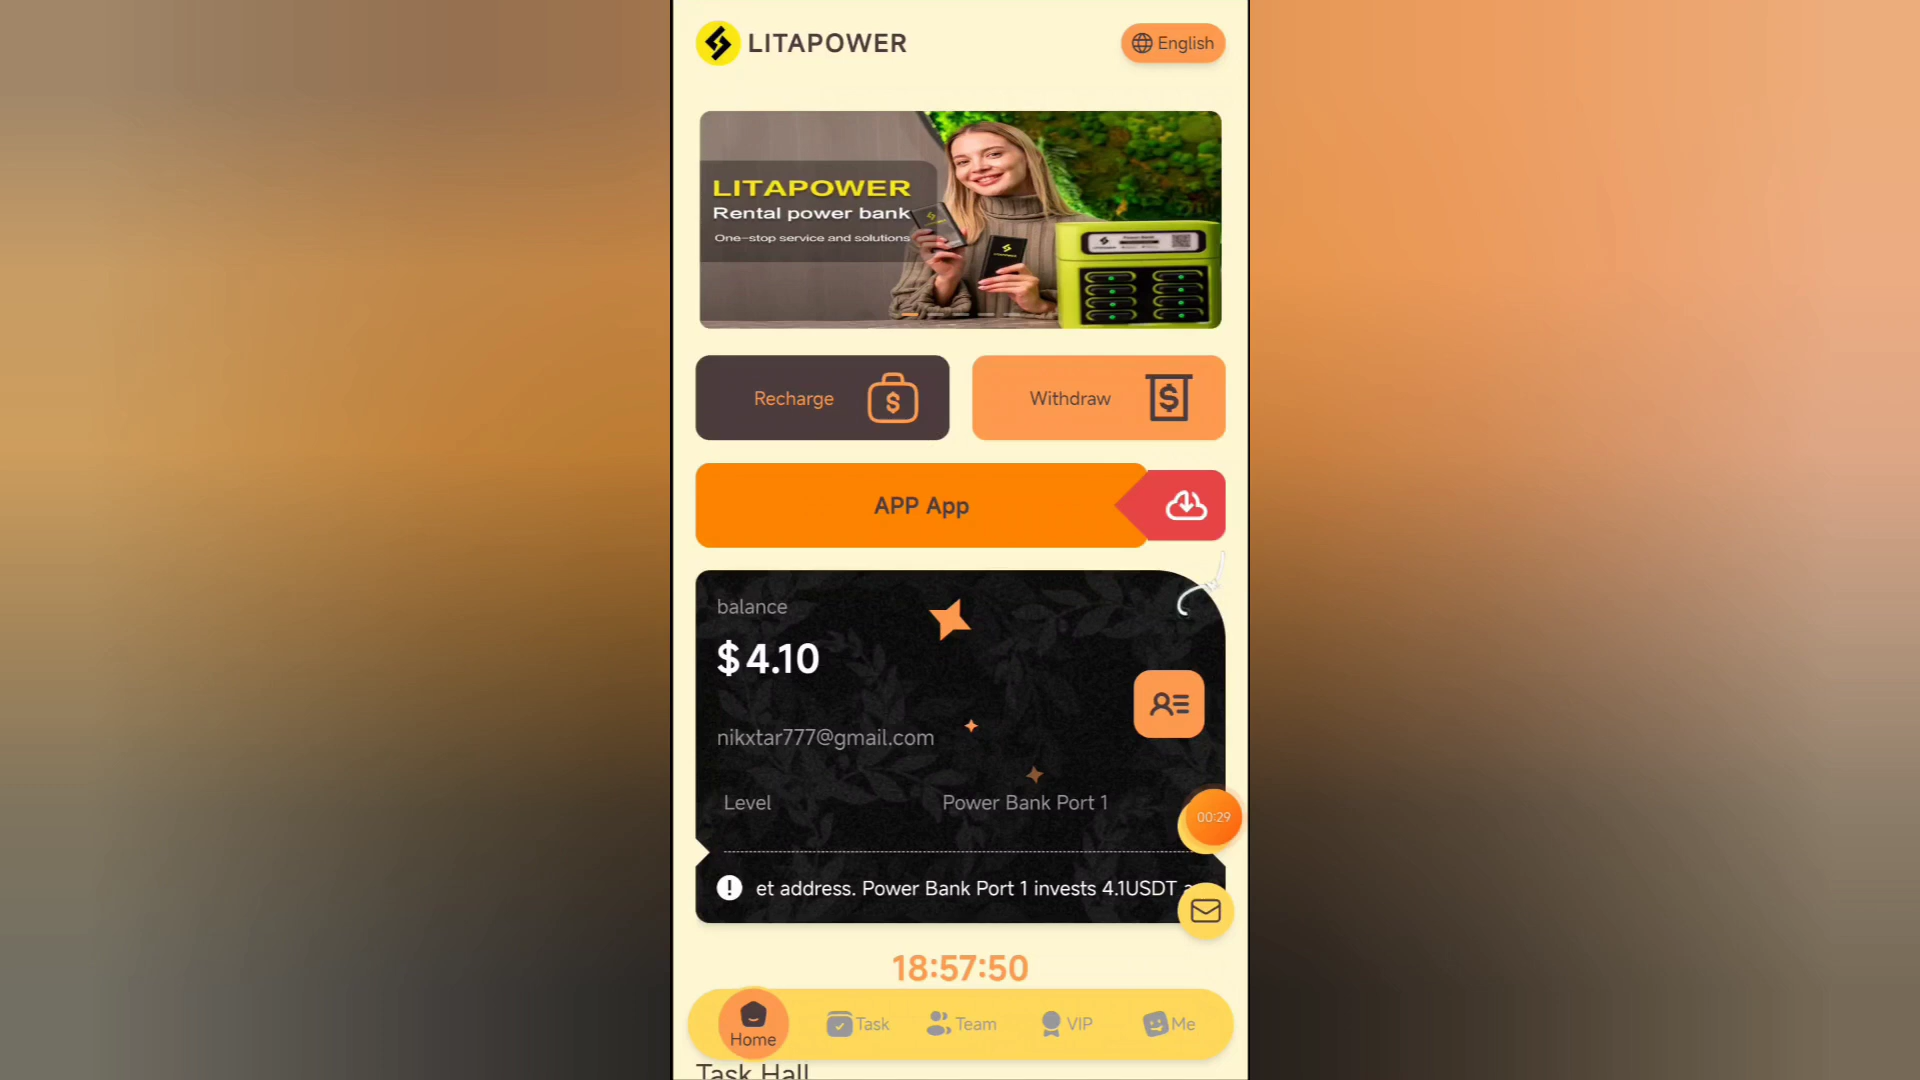 LITAPOWER
English
LITAPOWER
Rental power bank
One-stop service and solutions
Recharge
Withdraw
APP App
balance
$ 4.10
nikxtar777@gmail.com
Level
Power Bank Port 1
00:29
et address. Power Bank Port 1 invests 4.1USDT
18:57:50
Home
Task
Team
VIP
Me
Task Hall